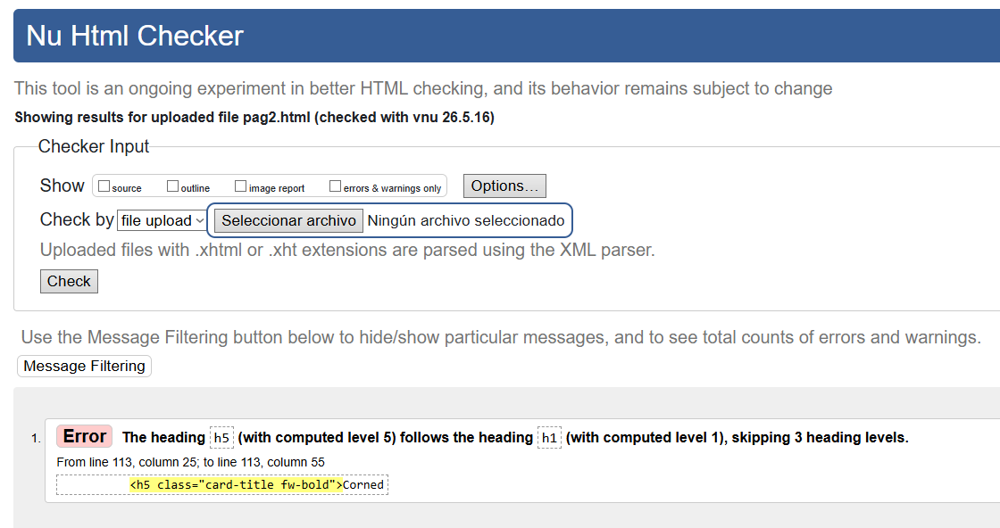 Nu Html Checker
This tool is an ongoing experiment in better HTML checking, and its behavior remains subject to change
Showing results for uploaded file pag2.html (checked with vnu 26.5.16)
Checker Input
Show source outline image report errors & warnings only Options…
Check by file upload Seleccionar archivo Ningún archivo seleccionado
Uploaded files with .xhtml or .xht extensions are parsed using the XML parser.
Check
Use the Message Filtering button below to hide/show particular messages, and to see total counts of errors and warnings.
Message Filtering
1. Error The heading h5 (with computed level 5) follows the heading h1 (with computed level 1), skipping 3 heading levels.
From line 113, column 25; to line 113, column 55
<h5 class="card-title fw-bold">Corned